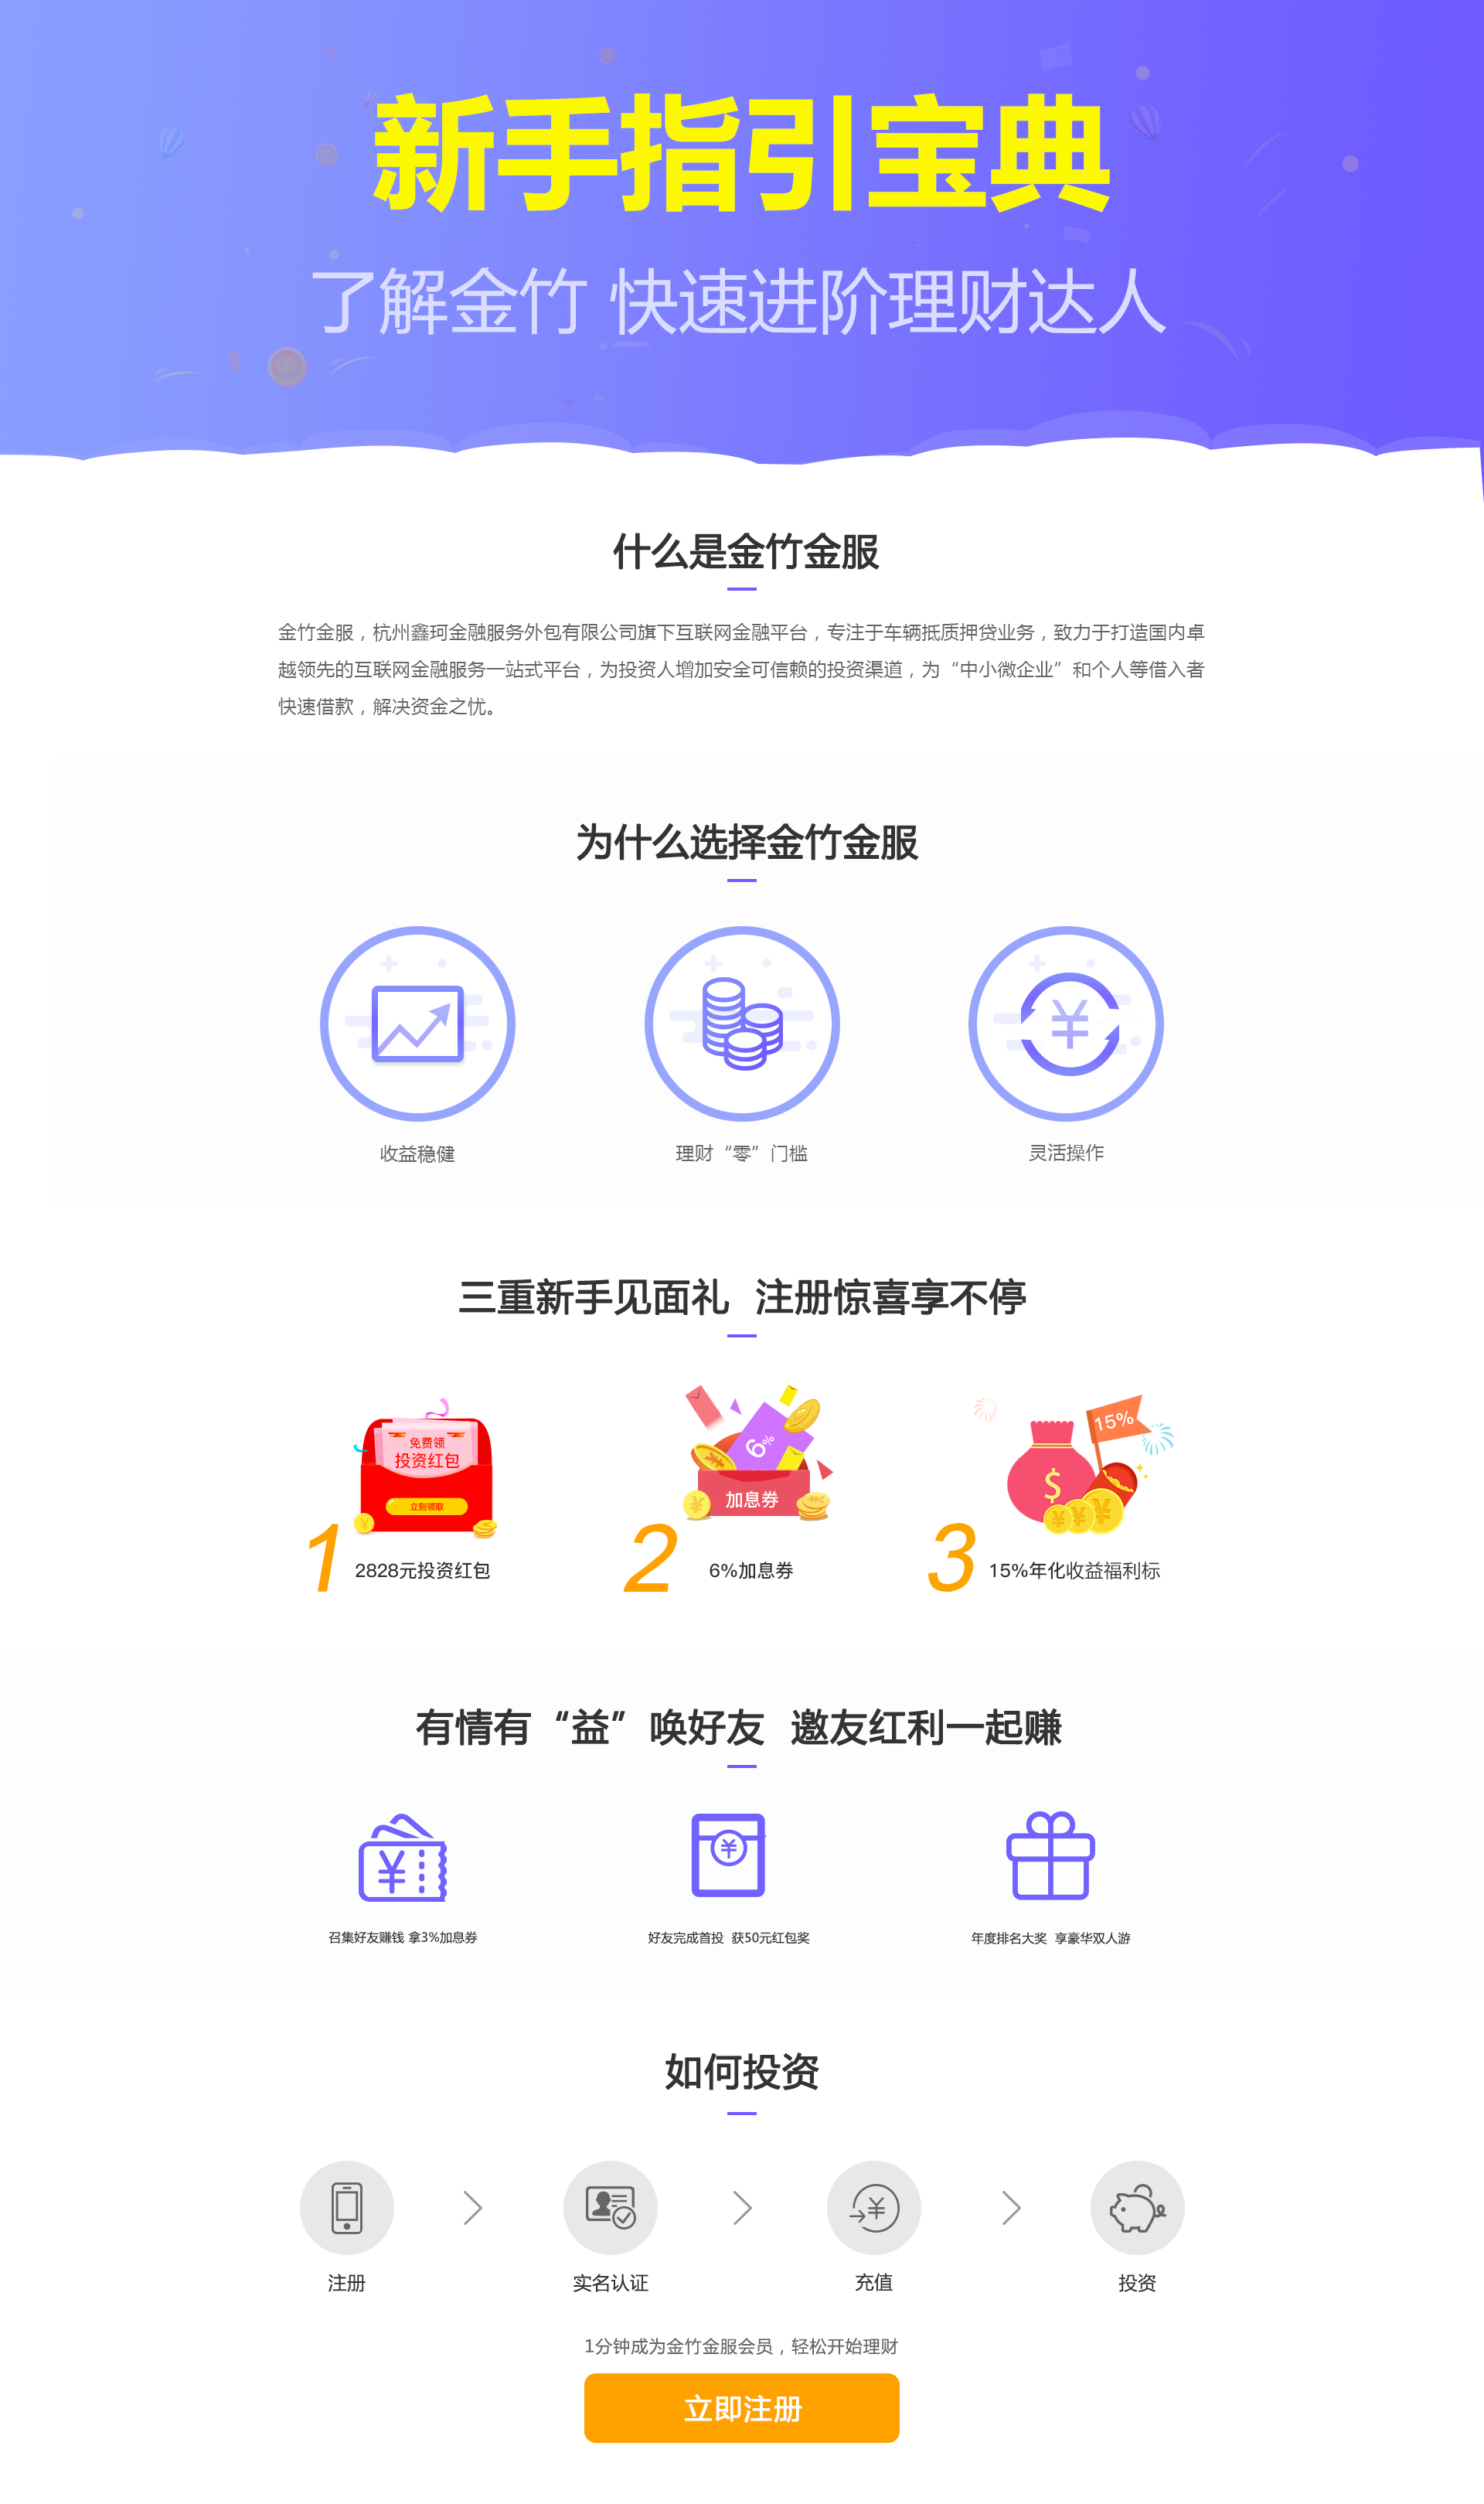 新手指引宝典
了解金竹 快速进阶理财达人
什么是金竹金服
金竹金服，杭州鑫珂金融服务外包有限公司旗下互联网金融平台，专注于车辆抵质押贷业务，致力于打造国内卓
越领先的互联网金融服务一站式平台，为投资人增加安全可信赖的投资渠道，为“中小微企业”和个人等借入者
快速借款，解决资金之忧。
为什么选择金竹金服
收益稳健
理财“零”门槛
灵活操作
三重新手见面礼 注册惊喜享不停
免费领
投资红包
立刻领取
1
2828元投资红包
6%
加息券
2
6%加息券
15%
3
15%年化收益福利标
有情有“益”唤好友 邀友红利一起赚
召集好友赚钱 拿3%加息券
好友完成首投 获50元红包奖
年度排名大奖 享豪华双人游
如何投资
注册
实名认证
充值
投资
1分钟成为金竹金服会员，轻松开始理财
立即注册